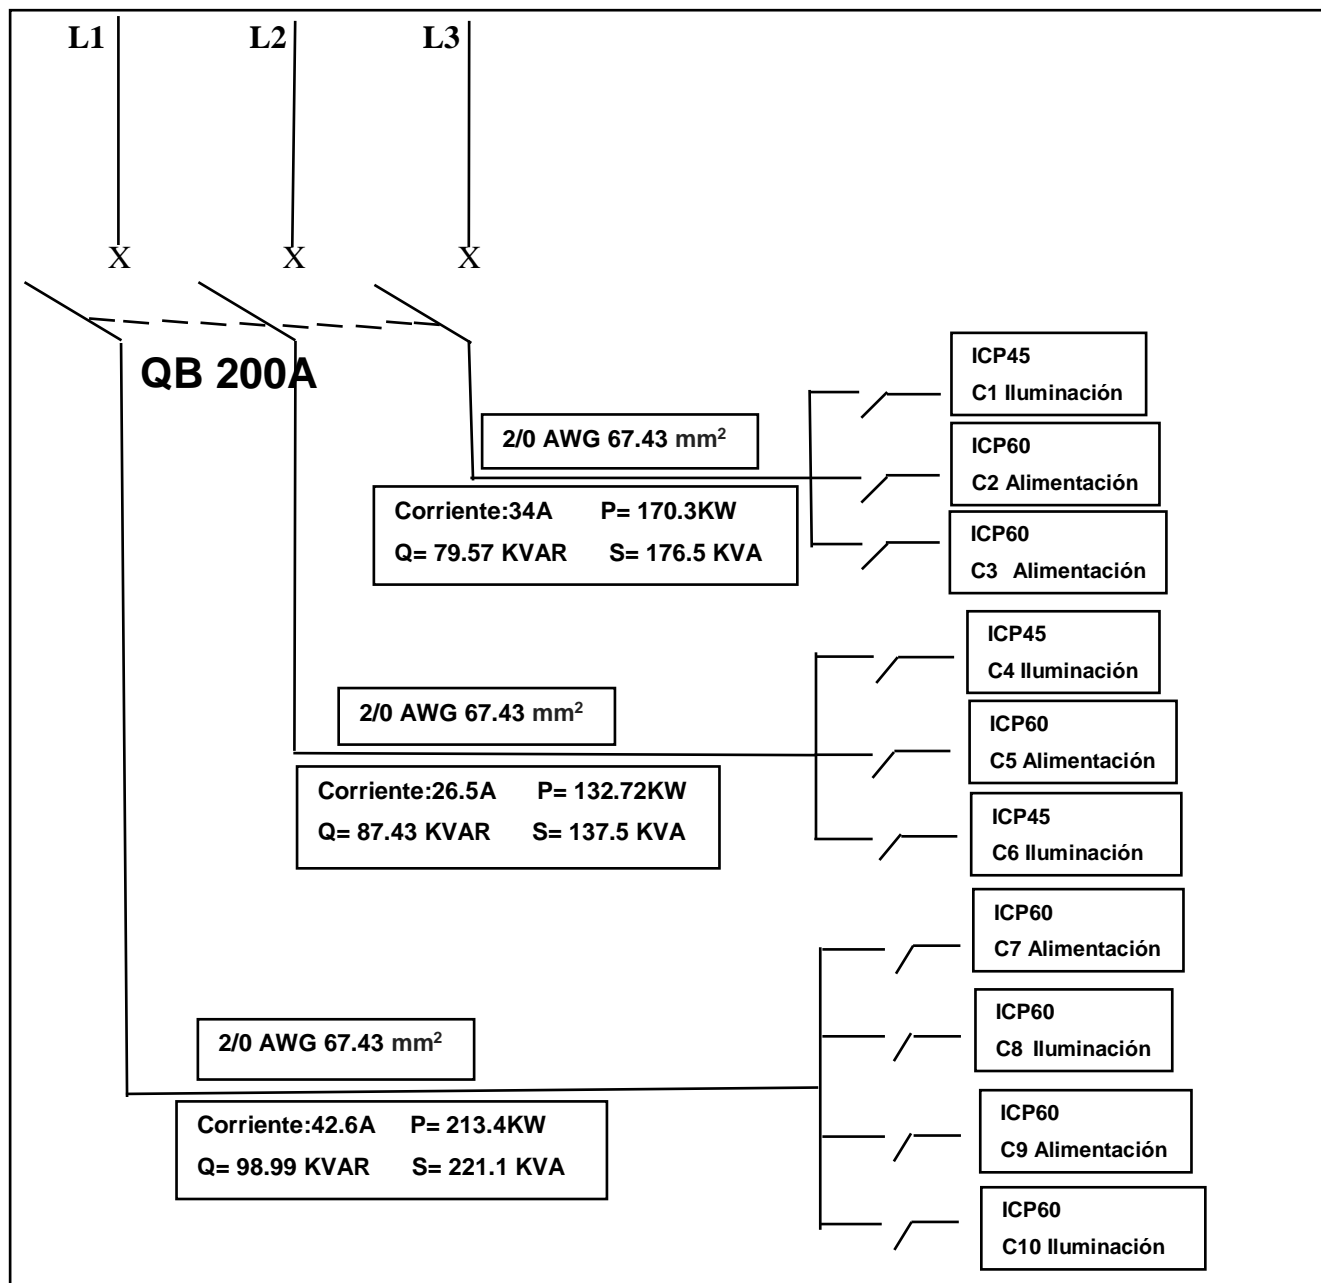 L1 L2 L3
X X X
QB 200A
ICP45
C1 Iluminación
2/0 AWG 67.43 mm²
ICP60
C2 Alimentación
Corriente:34A P= 170.3KW
Q= 79.57 KVAR S= 176.5 KVA
ICP60
C3 Alimentación
ICP45
C4 Iluminación
2/0 AWG 67.43 mm²
ICP60
C5 Alimentación
Corriente:26.5A P= 132.72KW
Q= 87.43 KVAR S= 137.5 KVA
ICP45
C6 Iluminación
ICP60
C7 Alimentación
ICP60
C8 Iluminación
2/0 AWG 67.43 mm²
Corriente:42.6A P= 213.4KW
Q= 98.99 KVAR S= 221.1 KVA
ICP60
C9 Alimentación
ICP60
C10 Iluminación